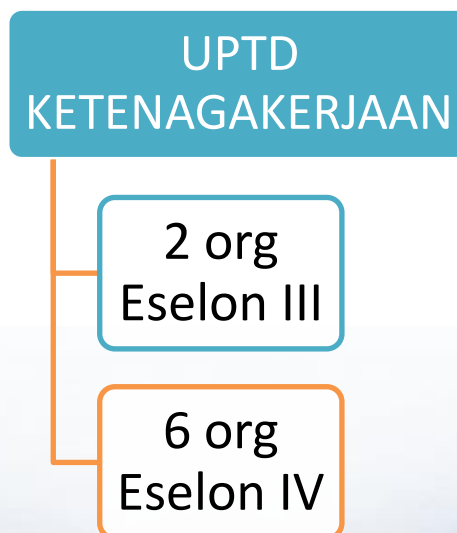 UPTD
KETENAGAKERJAAN
2 org
Eselon III
6 org
Eselon IV